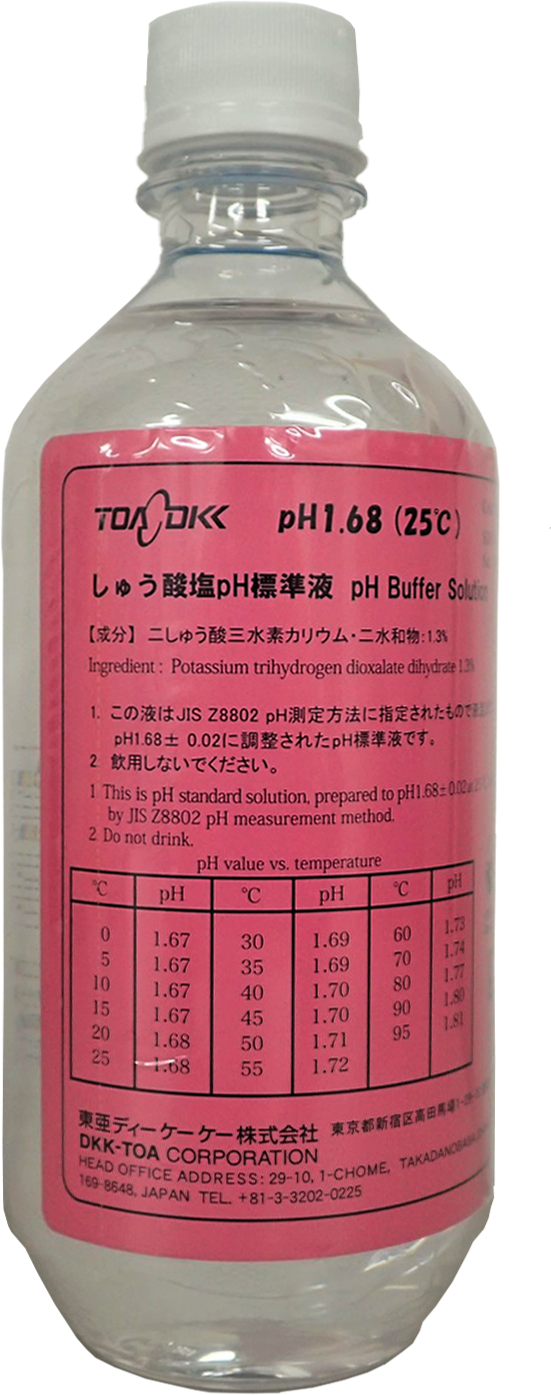 TOA DKK pH1.68 (25℃)
しゅう酸塩pH標準液 pH Buffer Solution
【成分】 二しゅう酸三水素カリウム・二水和物:1.3%
Ingredient : Potassium trihydrogen dioxalate dihydrate 1.3%
1. この液はJIS Z8802 pH測定方法に指定されたもので
pH1.68± 0.02に調整されたpH標準液です。
2 飲用しないでください。
1 This is pH standard solution, prepared to pH1.68±0.02
by JIS Z8802 pH measurement method.
2 Do not drink.
pH value vs. temperature
℃ pH ℃ pH ℃ pH
0 1.67 30 1.69 60 1.73
5 1.67 35 1.69 70 1.74
10 1.67 40 1.70 80 1.77
15 1.67 45 1.70 90 1.80
20 1.68 50 1.71 95 1.81
25 1.68 55 1.72
東亜ディーケーケー株式会社 東京都新宿区高田馬場1-29-10
DKK-TOA CORPORATION
HEAD OFFICE ADDRESS: 29-10, 1-CHOME, TAKADANOBABA,
169-8648, JAPAN TEL. +81-3-3202-0225